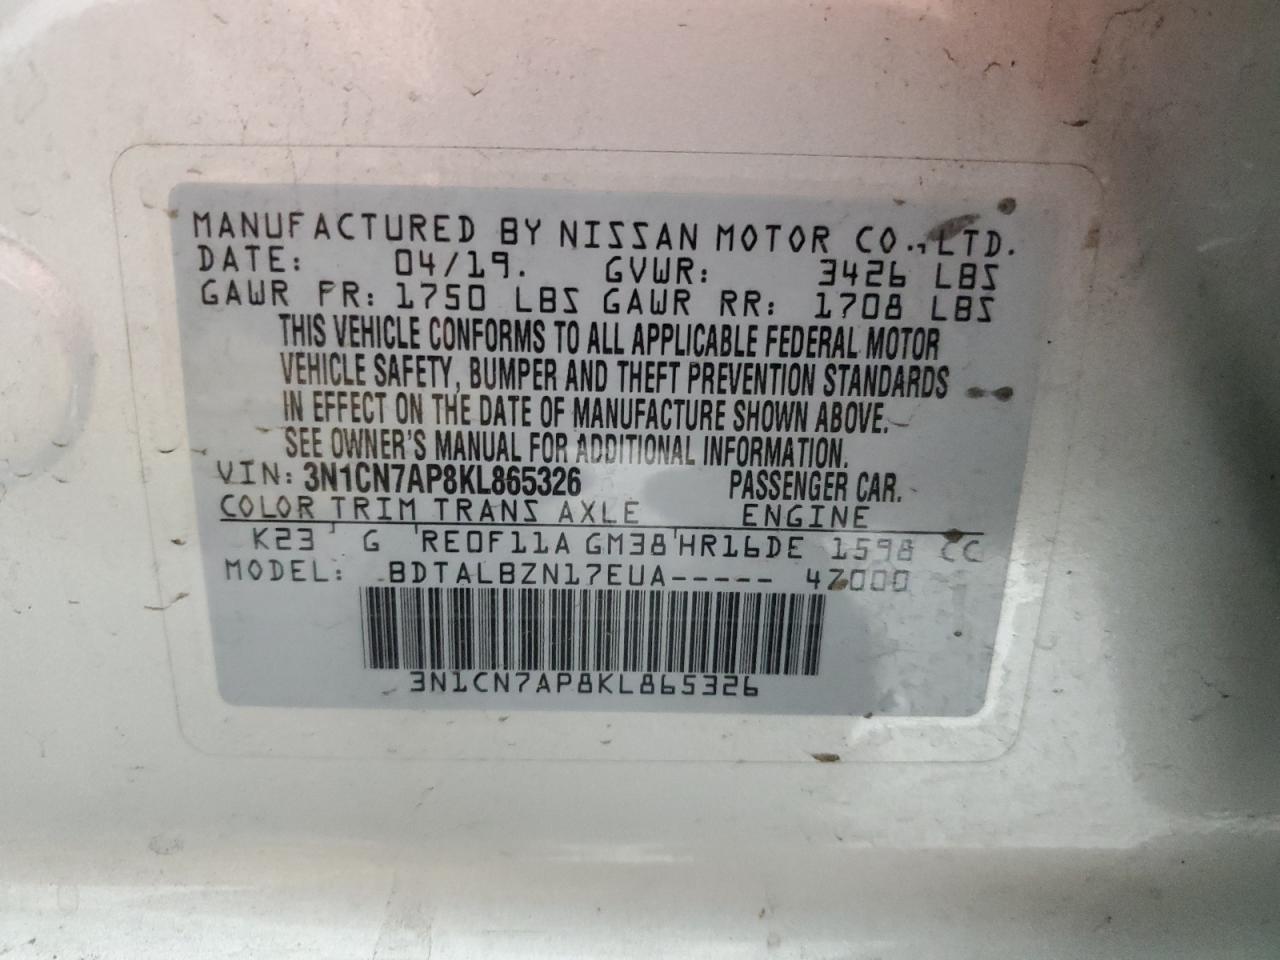 MANUFACTURED BY NISSAN MOTOR CO., LTD.
DATE: 04/19. GVWR: 3426 LBS
GAWR FR: 1750 LBS GAWR RR: 1708 LBS
THIS VEHICLE CONFORMS TO ALL APPLICABLE FEDERAL MOTOR
VEHICLE SAFETY, BUMPER AND THEFT PREVENTION STANDARDS
IN EFFECT ON THE DATE OF MANUFACTURE SHOWN ABOVE.
SEE OWNER'S MANUAL FOR ADDITIONAL INFORMATION.
VIN: 3N1CN7AP8KL865326 PASSENGER CAR.
COLOR TRIM TRANS AXLE ENGINE
K23 G RE0F11A GM38 HR16DE 1598 CC
MODEL: BDTALBZN17EUA----- 47000
3N1CN7AP8KL865326